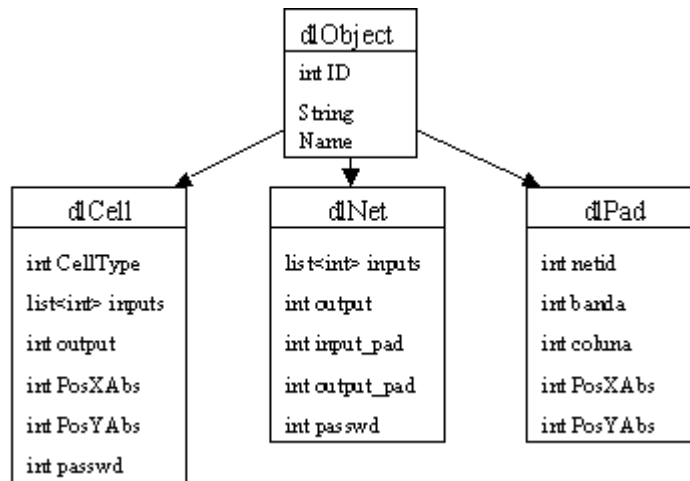 dlObject
int ID
String
Name
dlCell
int CellType
list<int> inputs
int output
int PosXAbs
int PosYAbs
int passwd
dlNet
list<int> inputs
int output
int input_pad
int output_pad
int passwd
dlPad
int netid
int banda
int coluna
int PosXAbs
int PosYAbs